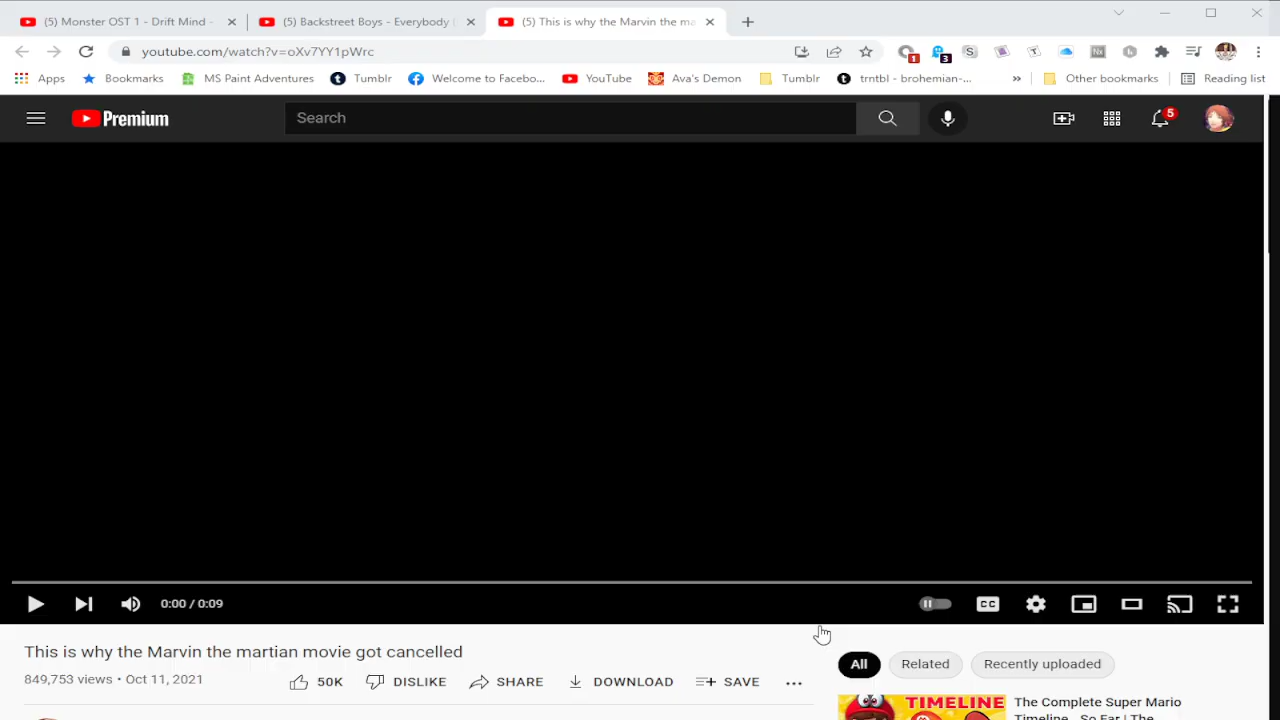 (5) Monster OST 1 - Drift Mind -
(5) Backstreet Boys - Everybody (
(5) This is why the Marvin the ma
youtube.com/watch?v=oXv7YY1pWrc
1
3
S
T
Nx
h
Apps
Bookmarks
MS Paint Adventures
Tumblr
Welcome to Facebo...
YouTube
Ava's Demon
Tumblr
trntbl - brohemian-...
»
Other bookmarks
Reading list
Premium
Search
5
0:00 / 0:09
CC
This is why the Marvin the martian movie got cancelled
849,753 views • Oct 11, 2021
50K
DISLIKE
SHARE
DOWNLOAD
SAVE
All
Related
Recently uploaded
TIMELINE
The Complete Super Mario
Timeline - So Far | The